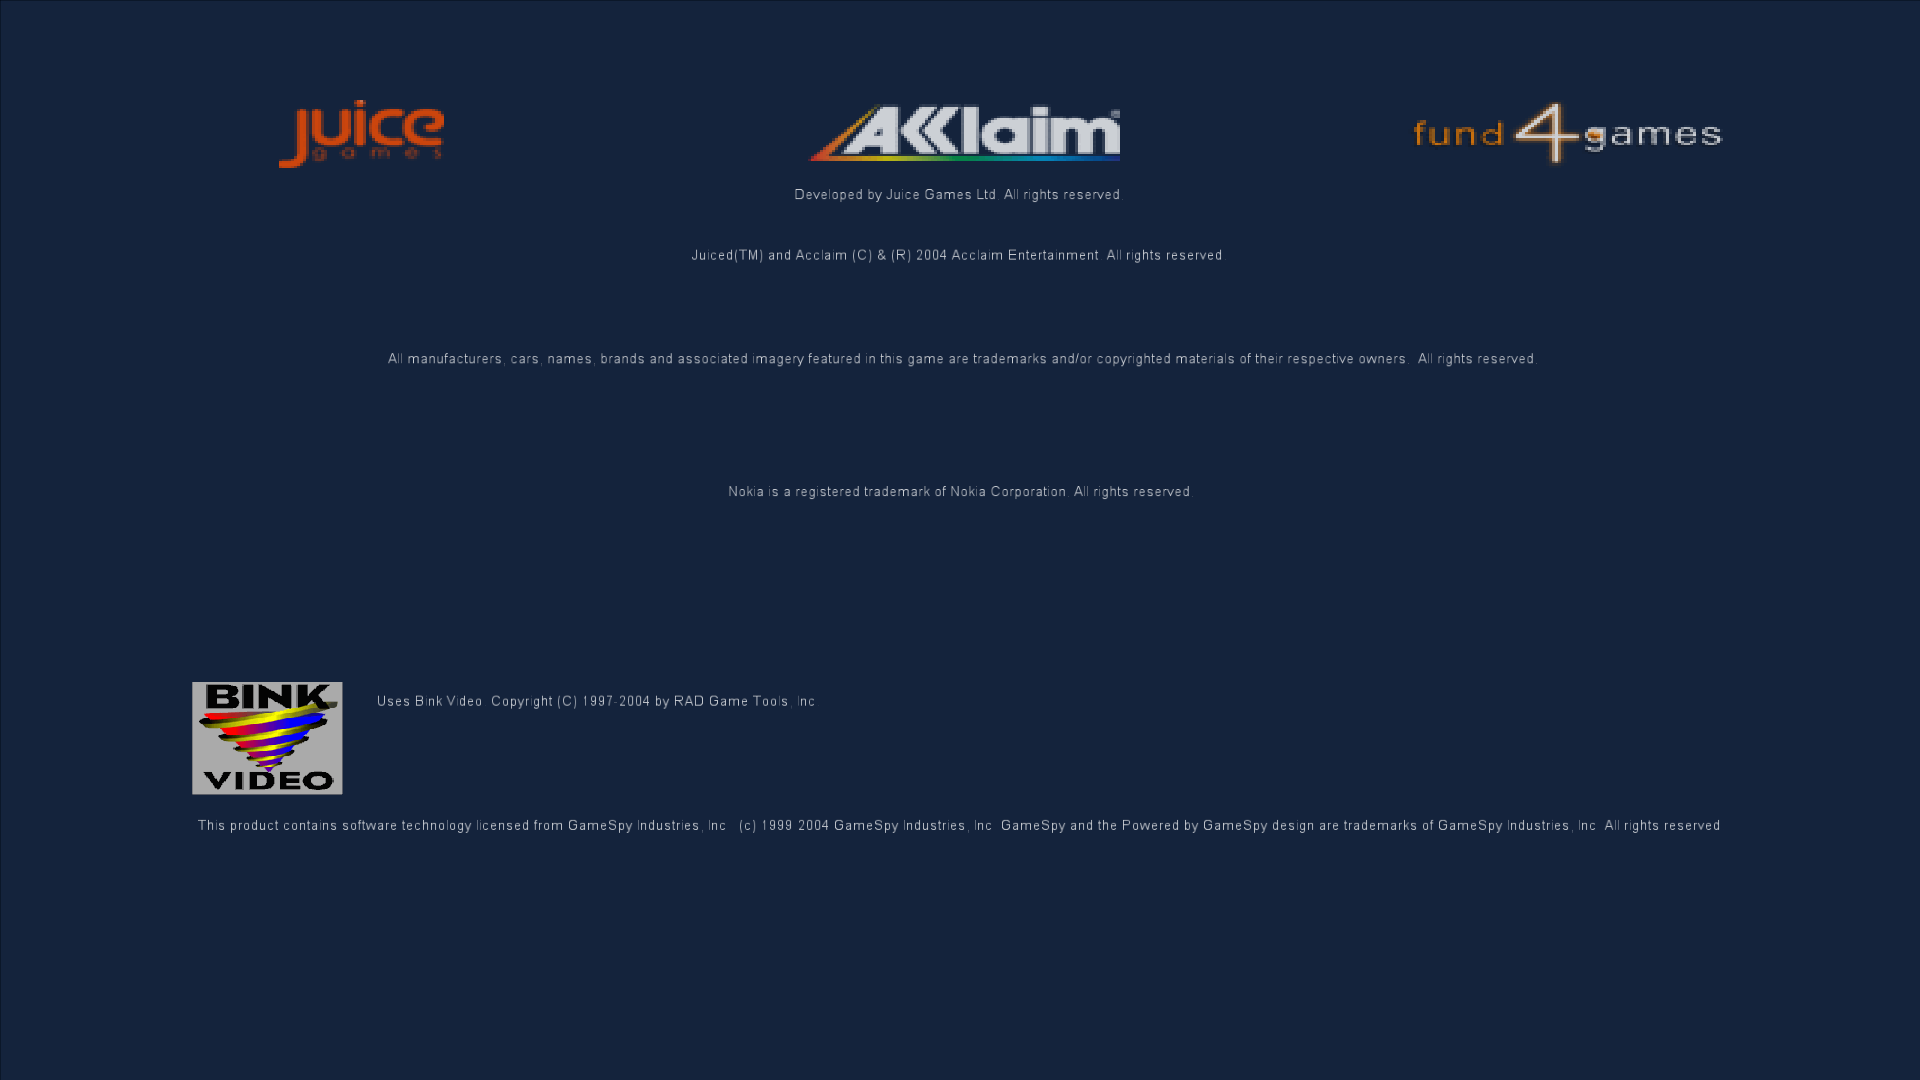 juice games
AKKlaim
fund4games
Developed by Juice Games Ltd. All rights reserved.
Juiced(TM) and Acclaim (C) & (R) 2004 Acclaim Entertainment  All rights reserved
All manufacturers, cars, names, brands and associated imagery featured in this game are trademarks and/or copyrighted materials of their respective owners.  All rights reserved.
Nokia is a registered trademark of Nokia Corporation. All rights reserved.
BINK
VIDEO
Uses Bink Video  Copyright (C) 1997-2004 by RAD Game Tools, Inc
This product contains software technology licensed from GameSpy Industries, Inc  (c) 1999 2004 GameSpy Industries, Inc  GameSpy and the Powered by GameSpy design are trademarks of GameSpy Industries, Inc  All rights reserved